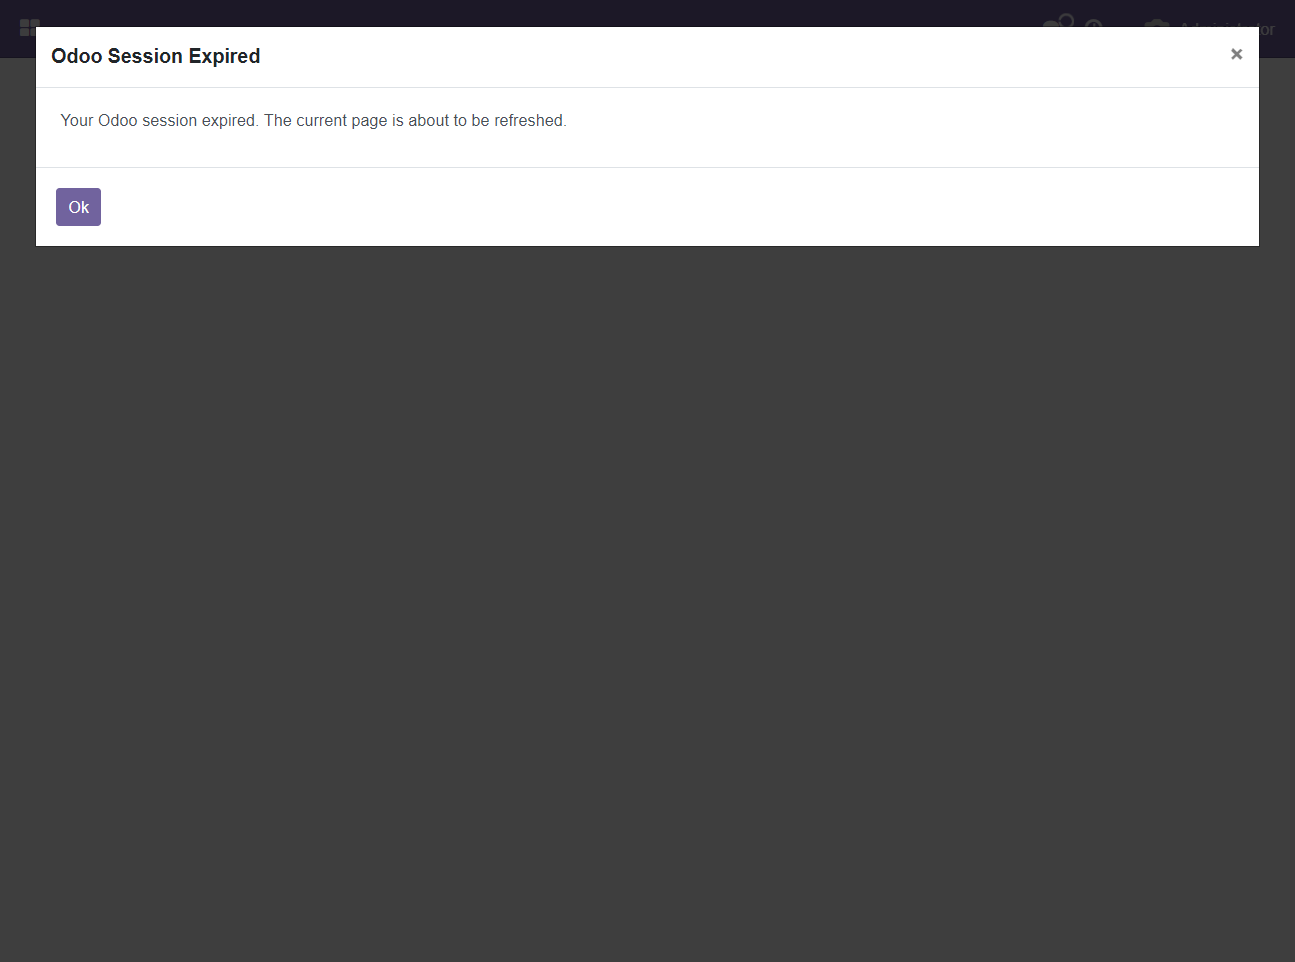 Odoo Session Expired
×
Your Odoo session expired. The current page is about to be refreshed.
Ok